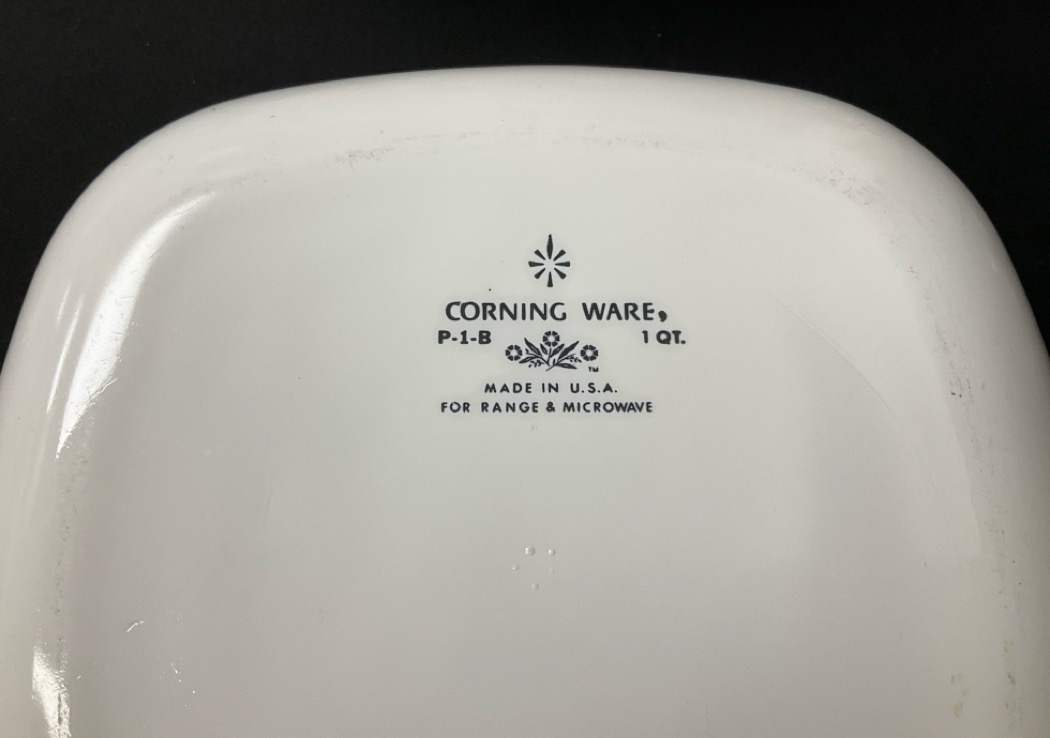 CORNING WARE®
P-1-B 1 QT.
™
MADE IN U.S.A.
FOR RANGE & MICROWAVE